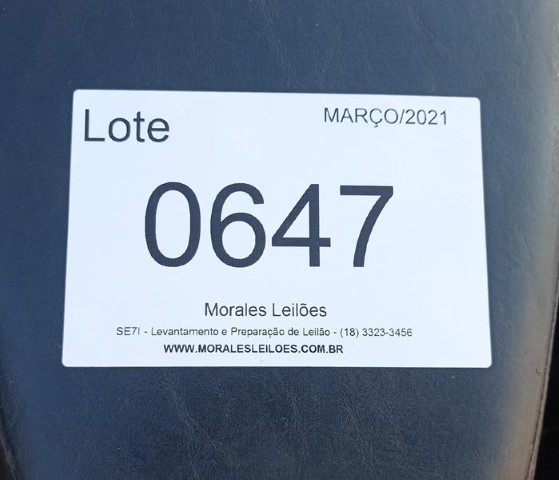 Lote
MARÇO/2021
0647
Morales Leilões
SE7I - Levantamento e Preparação de Leilão - (18) 3323-3456
WWW.MORALESLEILOES.COM.BR